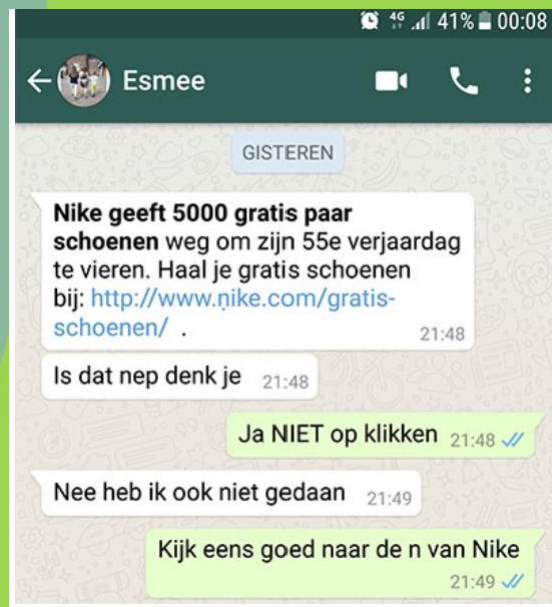 4G 41% 00:08
Esmee
GISTEREN
Nike geeft 5000 gratis paar
schoenen weg om zijn 55e verjaardag
te vieren. Haal je gratis schoenen
bij: http://www.ṇike.com/gratis-
schoenen/ .
21:48
Is dat nep denk je 21:48
Ja NIET op klikken 21:48
Nee heb ik ook niet gedaan 21:49
Kijk eens goed naar de n van Nike
21:49